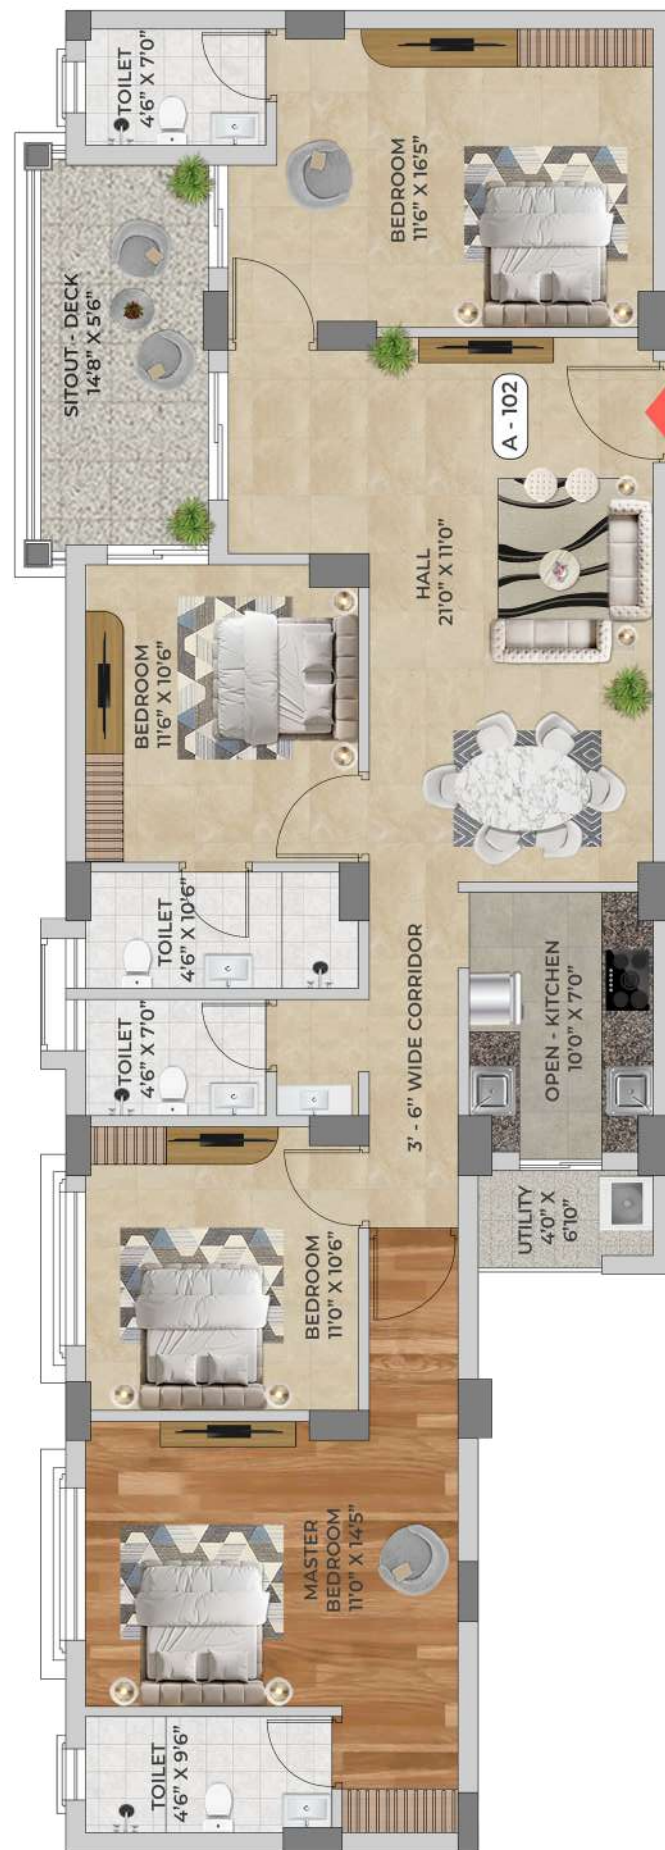 TOILET
4'6" X 7'0"
BEDROOM
11'6" X 16'5"
SITOUT - DECK
14'8" X 5'6"
A - 102
HALL
21'0" X 11'0"
BEDROOM
11'6" X 10'6"
TOILET
4'6" X 10'6"
TOILET
4'6" X 7'0"
3' - 6" WIDE CORRIDOR
OPEN - KITCHEN
10'0" X 7'0"
UTILITY
4'0" X
6'10"
BEDROOM
11'0" X 10'6"
MASTER
BEDROOM
11'0" X 14'5"
TOILET
4'6" X 9'6"